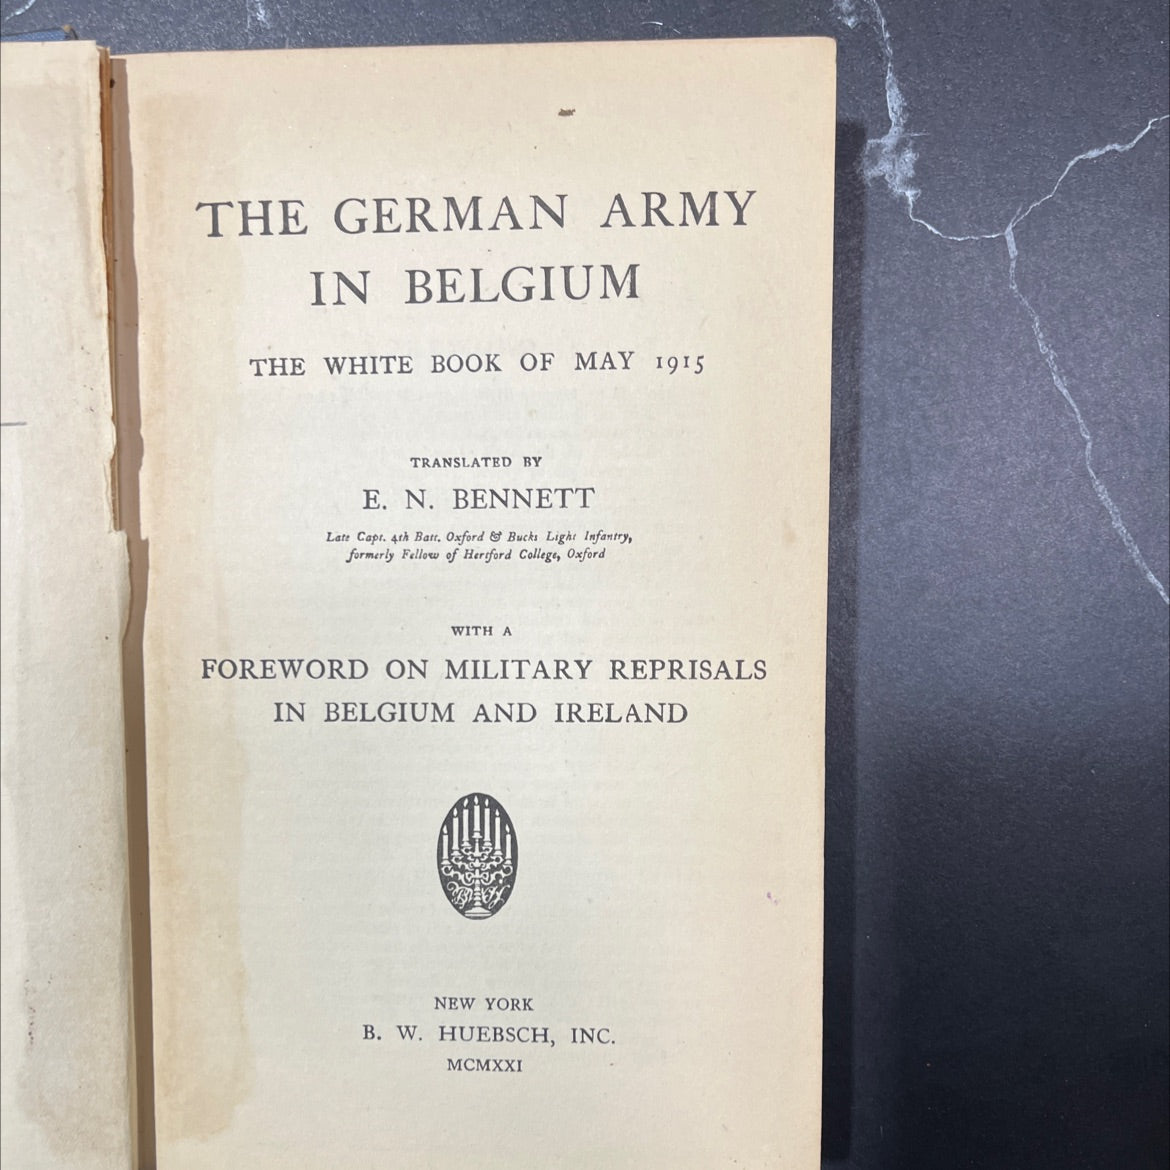 THE GERMAN ARMY
IN BELGIUM
THE WHITE BOOK OF MAY 1915
TRANSLATED BY
E. N. BENNETT
Late Capt. 4th Batt. Oxford & Bucks Light Infantry,
formerly Fellow of Hertford College, Oxford
WITH A
FOREWORD ON MILITARY REPRISALS
IN BELGIUM AND IRELAND
B W H
NEW YORK
B. W. HUEBSCH, INC.
MCMXXI